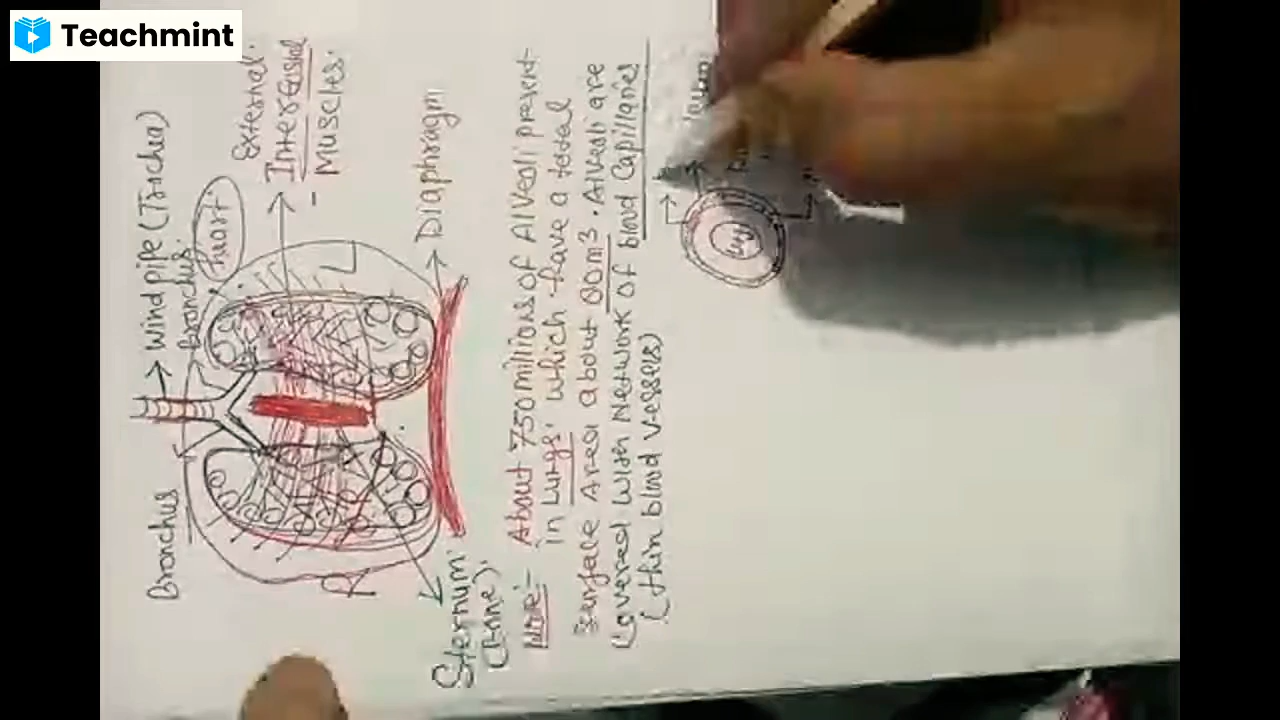 Teachmint
Wind pipe (Trachea)
bronchus.
heart
External.
Intercostal
Muscles.
Diaphragm
Bronchus
L
R
Sternum.
(Bone).
Note:- About 750 millions of Alveoli present
in Lungs' which have a total
Surface Area about 80m3. Alveoli are
Covered with Network of blood Capillaries
(thin blood vessels)